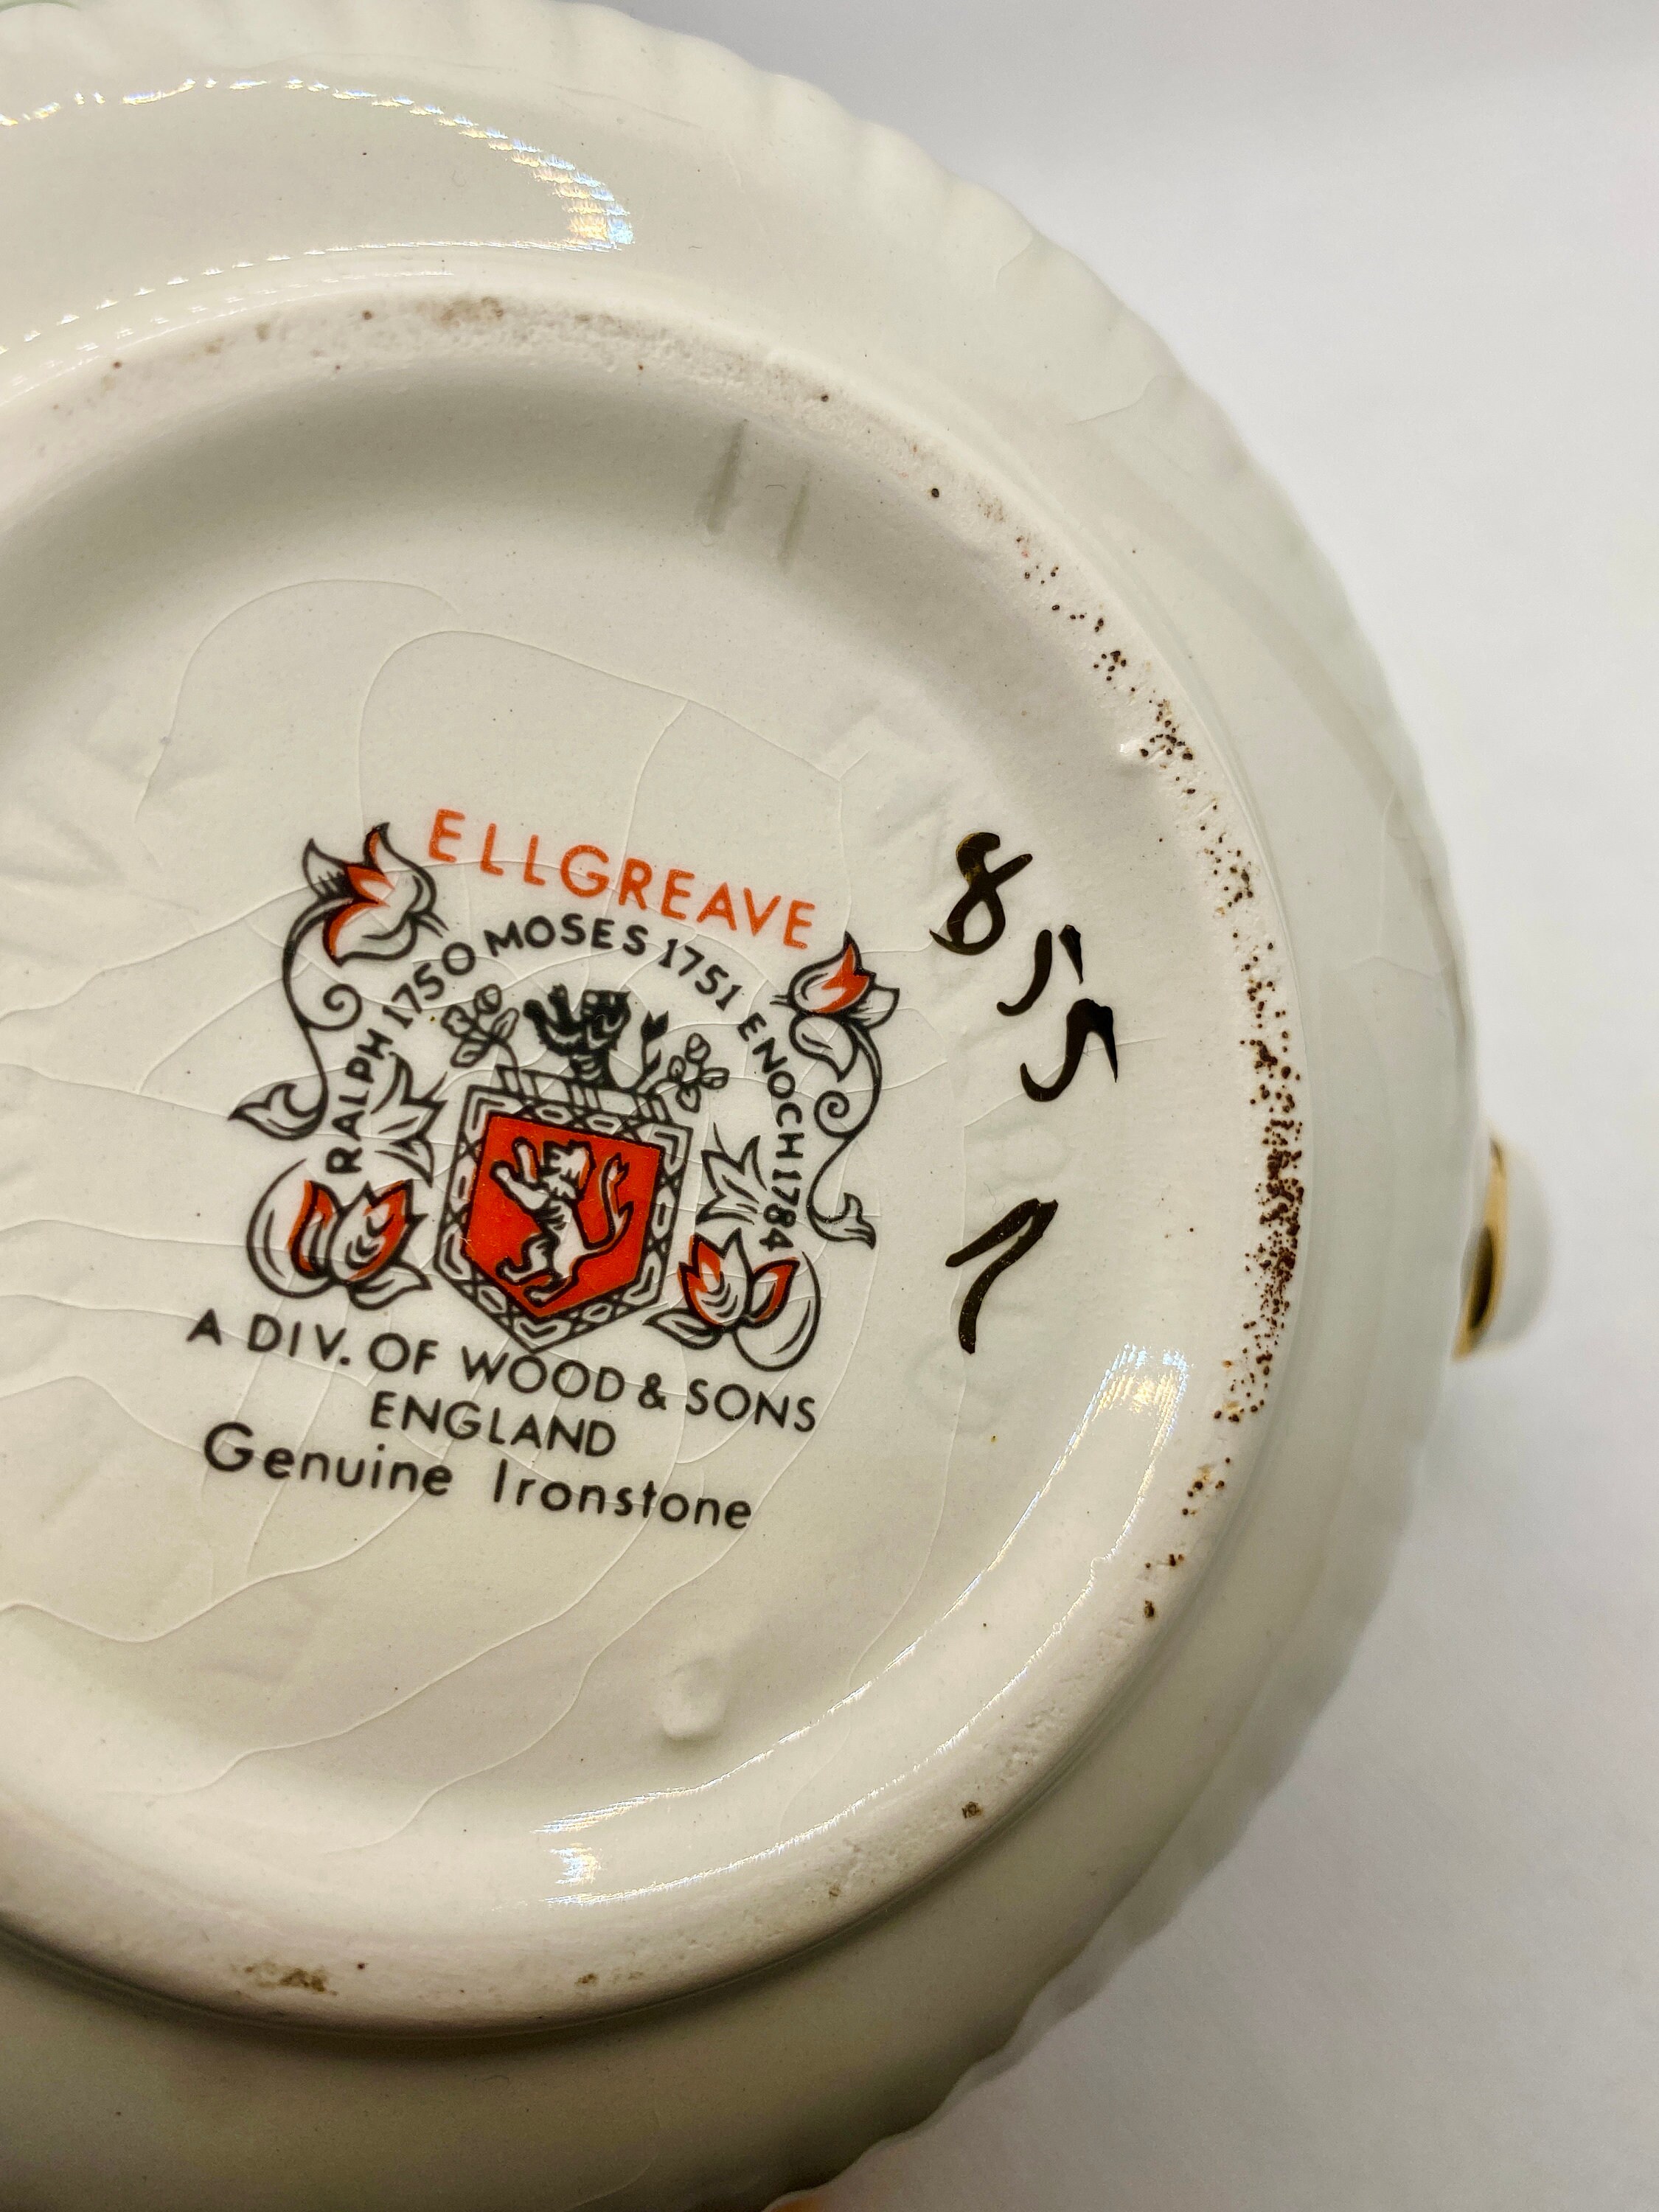 ELLGREAVE
RALPH 1750 MOSES 1751 ENOCH 1784
A DIV. OF WOOD & SONS
ENGLAND
Genuine Ironstone
855
1